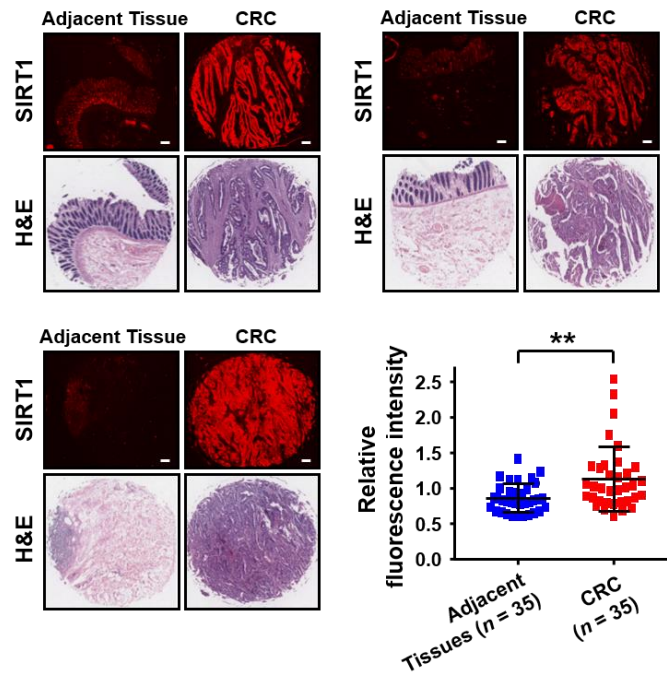 Adjacent Tissue CRC
SIRT1
H&E
Adjacent Tissue CRC
SIRT1
H&E
Adjacent Tissue CRC
SIRT1
H&E
**
Relative
fluorescence intensity
2.5
2.0
1.5
1.0
0.5
0.0
Adjacent
Tissues (n = 35)
CRC
(n = 35)